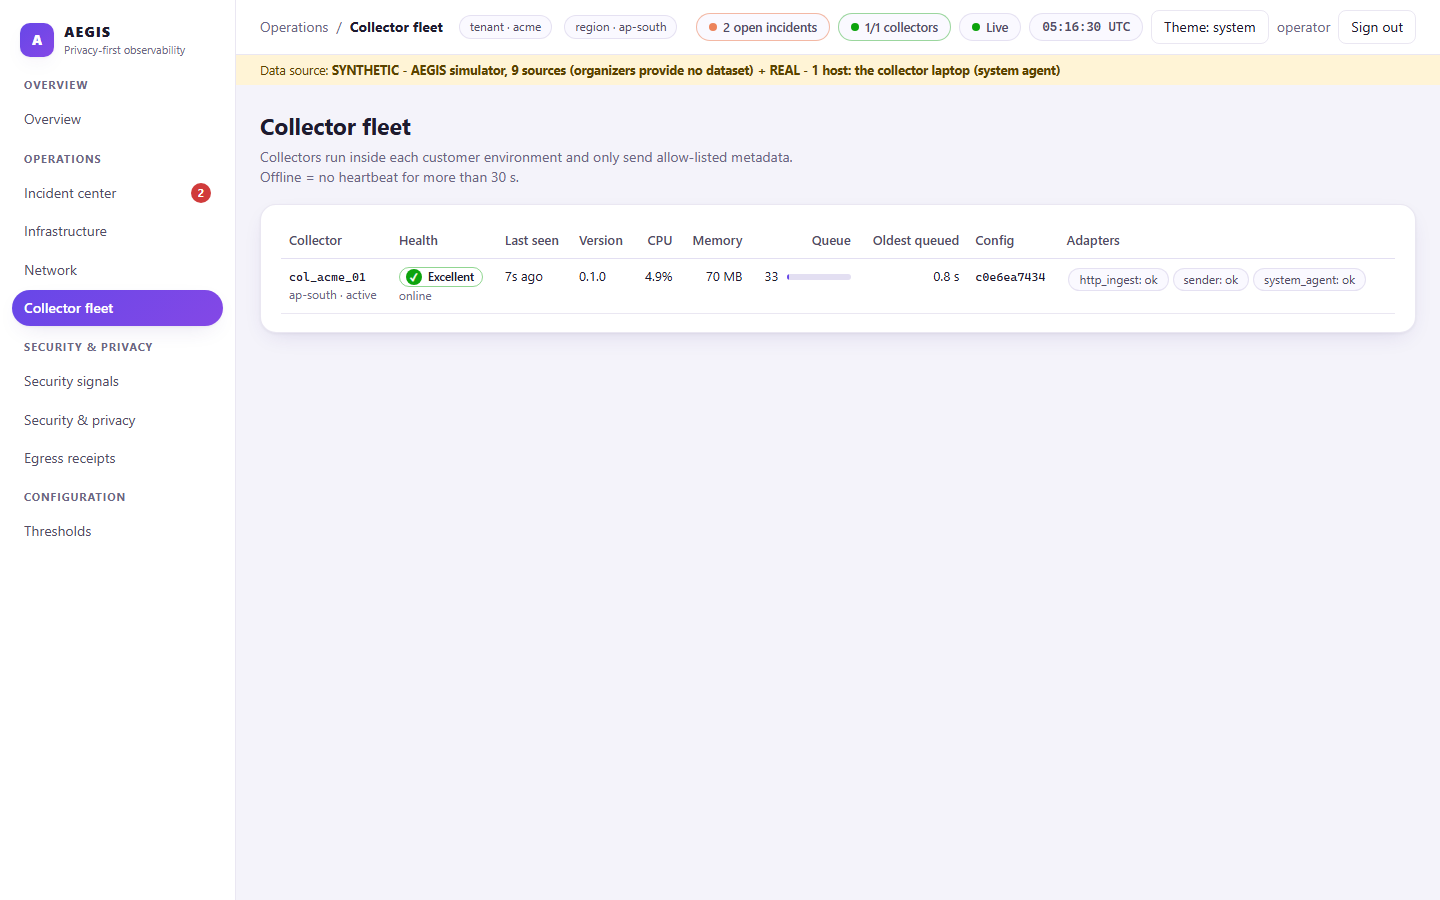 A
AEGIS
Privacy-first observability
OVERVIEW
Overview
OPERATIONS
Incident center
2
Infrastructure
Network
Collector fleet
SECURITY & PRIVACY
Security signals
Security & privacy
Egress receipts
CONFIGURATION
Thresholds
Operations / Collector fleet
tenant · acme
region · ap-south
2 open incidents
1/1 collectors
Live
05:16:30 UTC
Theme: system
operator
Sign out
Data source: SYNTHETIC - AEGIS simulator, 9 sources (organizers provide no dataset) + REAL - 1 host: the collector laptop (system agent)
Collector fleet
Collectors run inside each customer environment and only send allow-listed metadata.
Offline = no heartbeat for more than 30 s.
Collector Health Last seen Version CPU Memory Queue Oldest queued Config Adapters
col_acme_01 Excellent 7s ago 0.1.0 4.9% 70 MB 33 0.8 s c0e6ea7434 http_ingest: ok sender: ok system_agent: ok
ap-south · active online